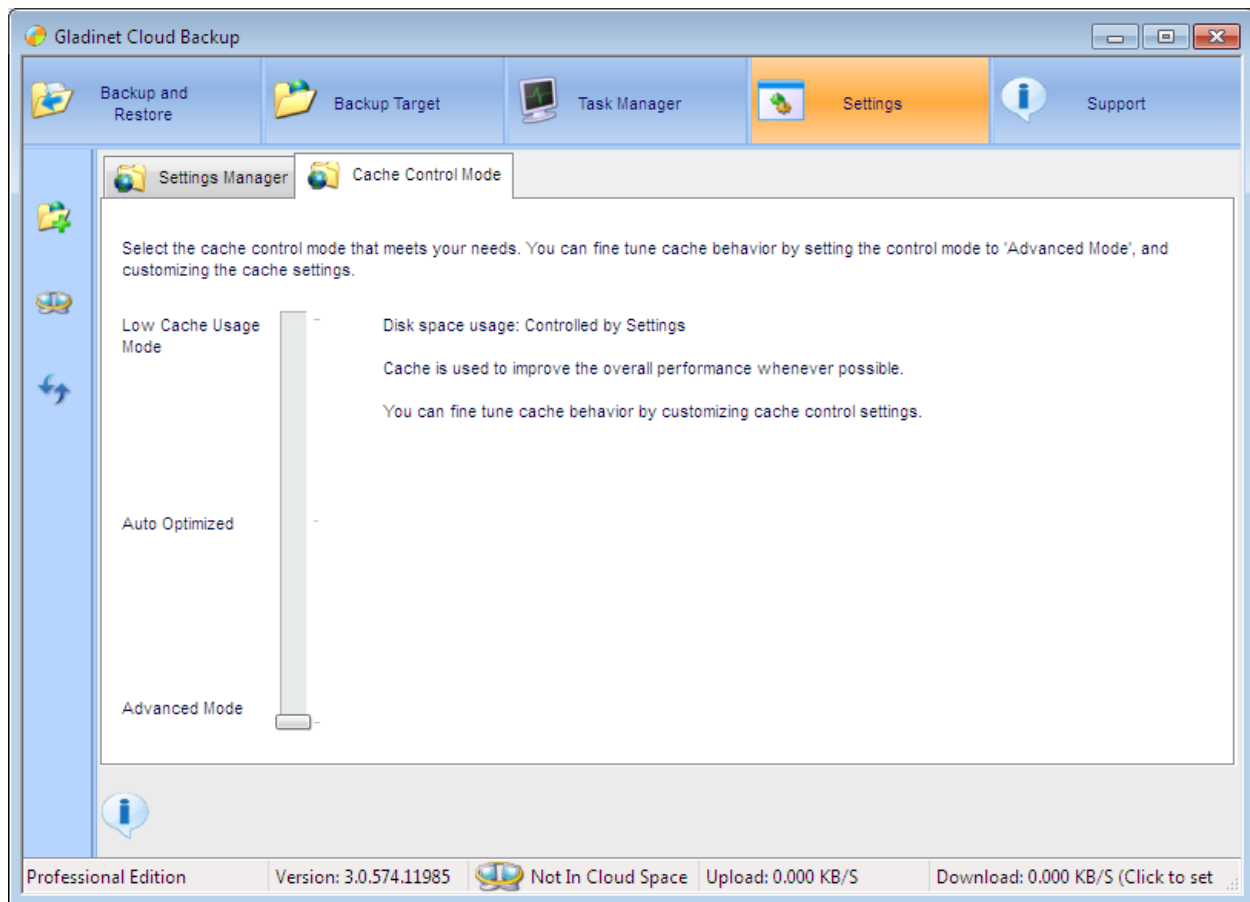 Gladinet Cloud Backup
Backup and
Restore
Backup Target
Task Manager
Settings
Support
Settings Manager
Cache Control Mode
Select the cache control mode that meets your needs. You can fine tune cache behavior by setting the control mode to 'Advanced Mode', and
customizing the cache settings.
Low Cache Usage
Mode
Disk space usage: Controlled by Settings
Cache is used to improve the overall performance whenever possible.
You can fine tune cache behavior by customizing cache control settings.
Auto Optimized
Advanced Mode
Professional Edition
Version: 3.0.574.11985
Not In Cloud Space
Upload: 0.000 KB/S
Download: 0.000 KB/S (Click to set